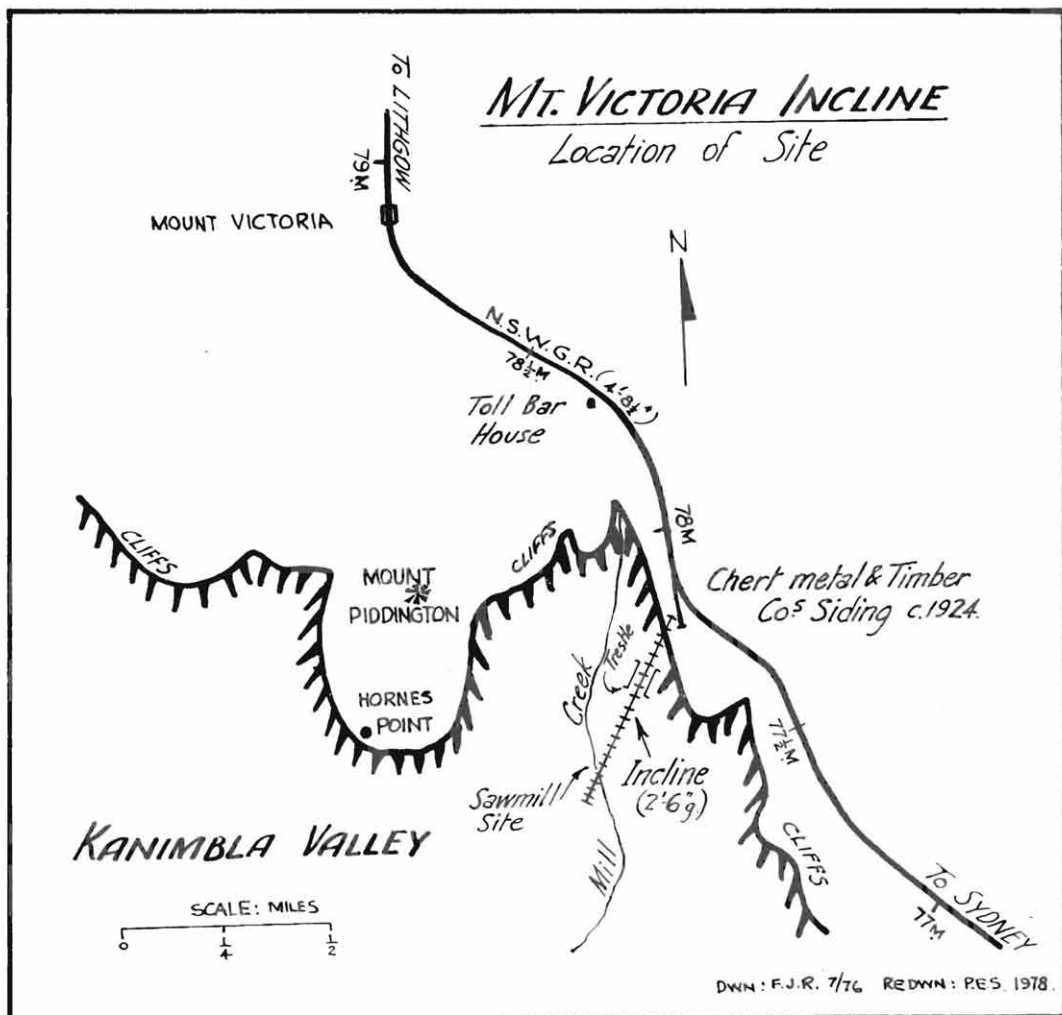 MT. VICTORIA INCLINE
Location of Site
TO LITHGOW
79M
MOUNT VICTORIA
N
N.S.W.G.R. (4'-8½")
78½M
Toll Bar
House
78M
CLIFFS
MOUNT
PIDDINGTON
CLIFFS
Chert metal & Timber
Cos Siding c.1924.
Trestle
Creek
HORNES
POINT
77½M
Incline
(2'-6"g.)
Sawmill
Site
KANIMBLA VALLEY
Mill
CLIFFS
TO SYDNEY
77M
SCALE: MILES
0 ¼ ½
DWN: F.J.R. 7/76 REDWN: P.E.S. 1978.